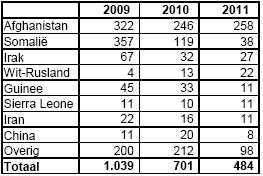 2009 2010 2011
Afghanistan 322 246 258
Somalië 357 119 38
Irak 67 32 27
Wit-Rusland 4 13 22
Guinee 45 33 11
Sierra Leone 11 10 11
Iran 22 16 11
China 11 20 8
Overig 200 212 98
Totaal 1.039 701 484